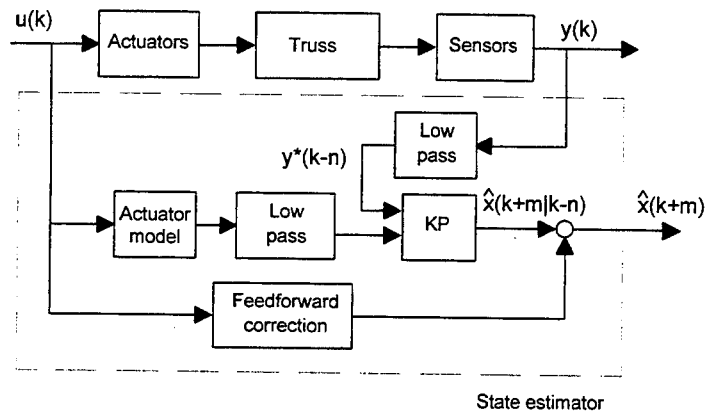 u(k)
Actuators
Truss
Sensors
y(k)
Low
pass
y*(k-n)
Actuator
model
Low
pass
KP
x̂(k+m|k-n)
x̂(k+m)
Feedforward
correction
State estimator